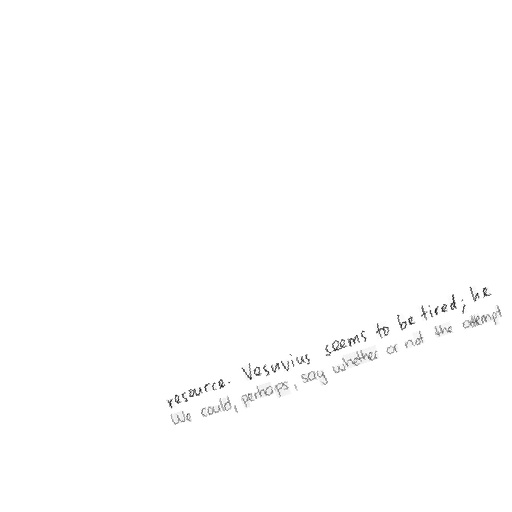 resource. Vesuvius seems to be tired; he
We could, perhaps, say whether or not the attempt